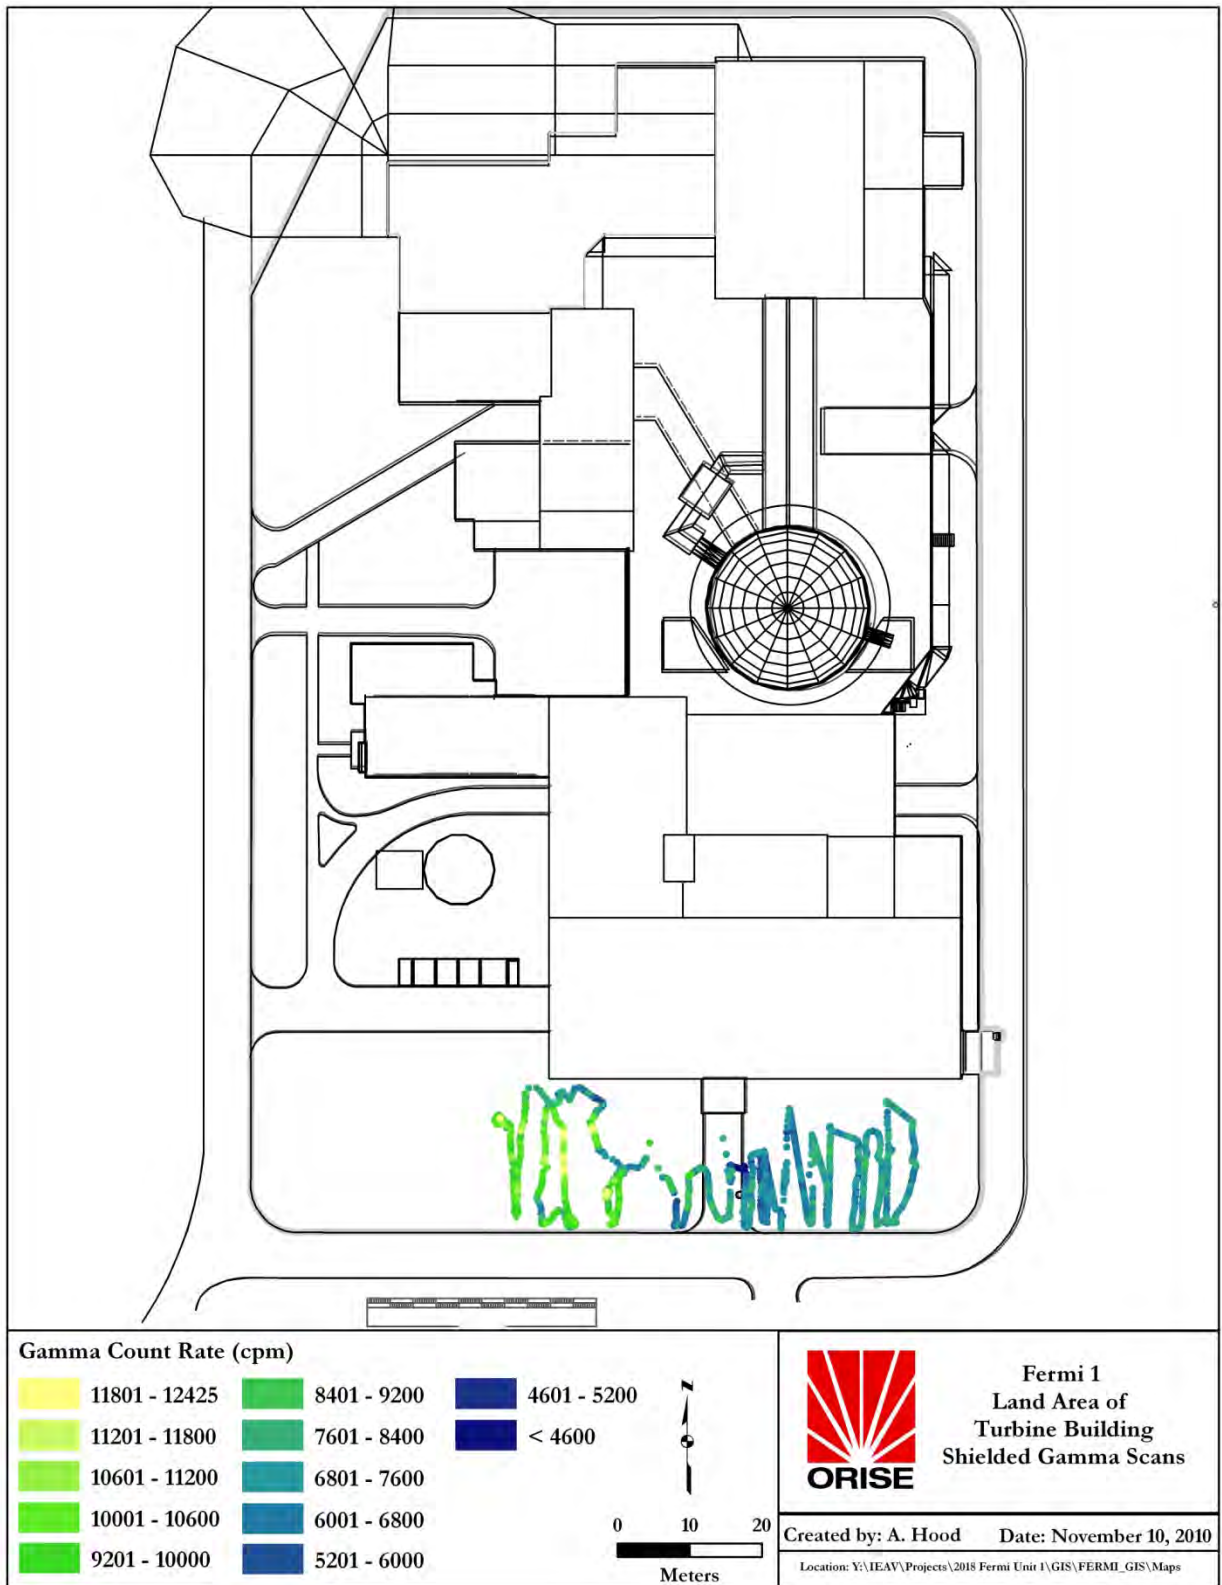 Gamma Count Rate (cpm)
11801 - 12425
11201 - 11800
10601 - 11200
10001 - 10600
9201 - 10000
8401 - 9200
7601 - 8400
6801 - 7600
6001 - 6800
5201 - 6000
4601 - 5200
< 4600
N
0 10 20
Meters
ORISE
Fermi 1
Land Area of
Turbine Building
Shielded Gamma Scans
Created by: A. Hood Date: November 10, 2010
Location: Y:\IEAV\Projects\2018 Fermi Unit 1\GIS\FERMI_GIS\Maps